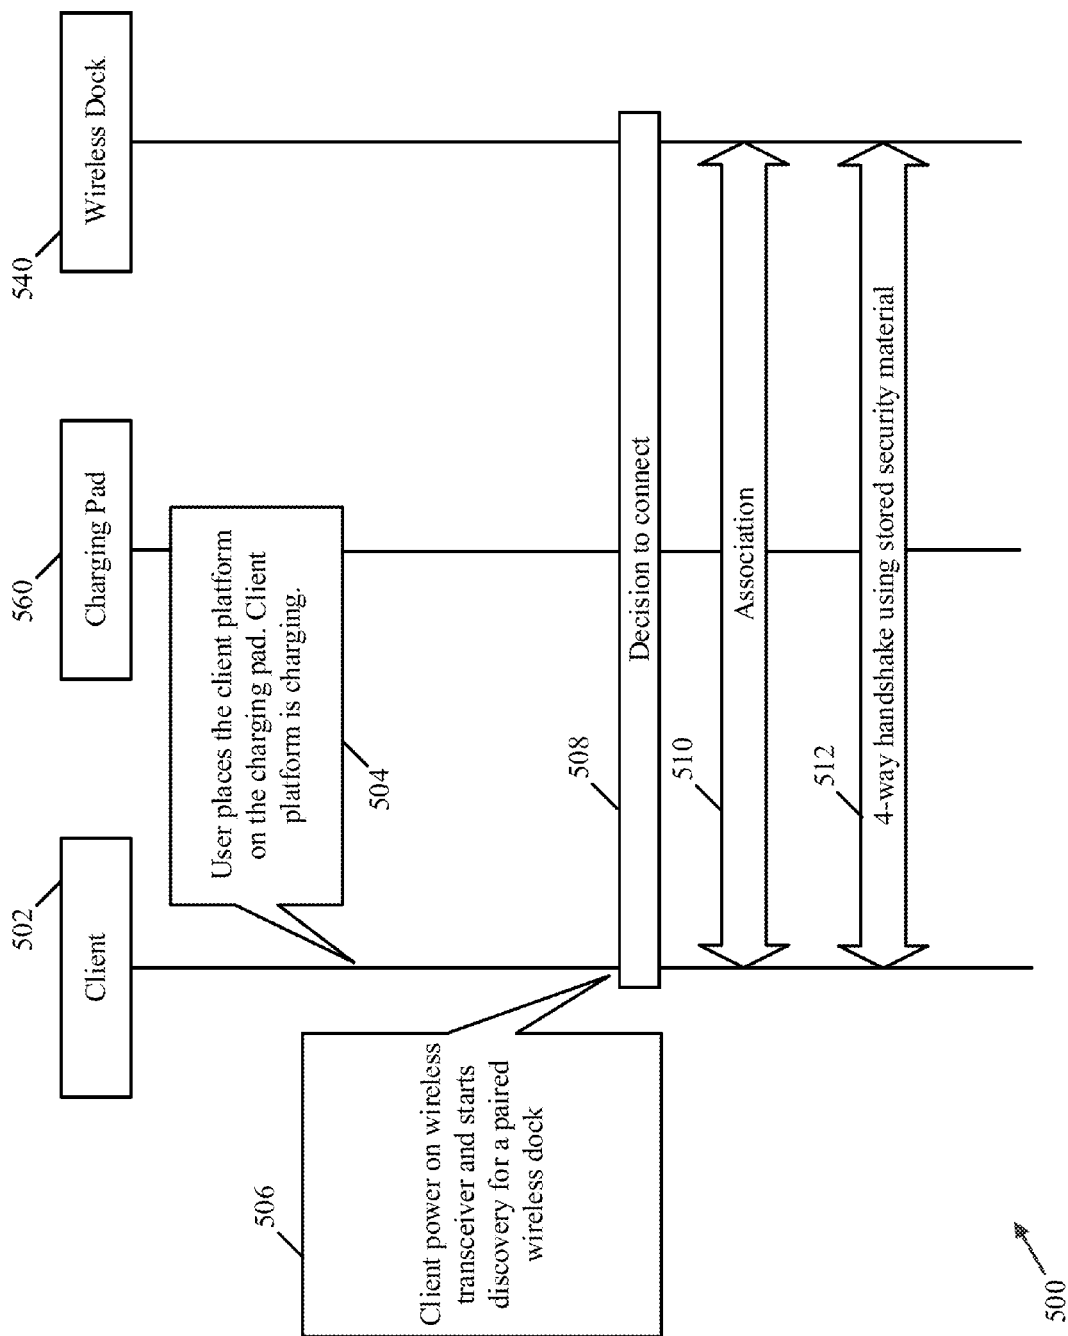 502
Client
560
Charging Pad
540
Wireless Dock
User places the client platform
on the charging pad. Client
platform is charging.
504
506
Client power on wireless
transceiver and starts
discovery for a paired
wireless dock
508
Decision to connect
510
Association
512
4-way handshake using stored security material
500